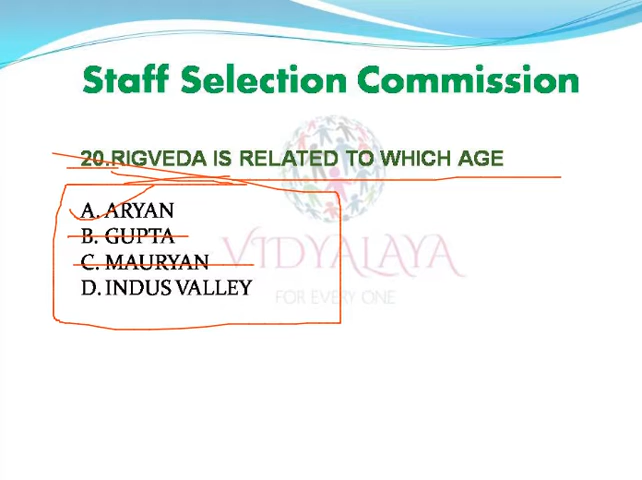 Staff Selection Commission
20.RIGVEDA IS RELATED TO WHICH AGE
A. ARYAN
B. GUPTA
C. MAURYAN
D. INDUS VALLEY
VIDYALAYA
FOR EVERY ONE